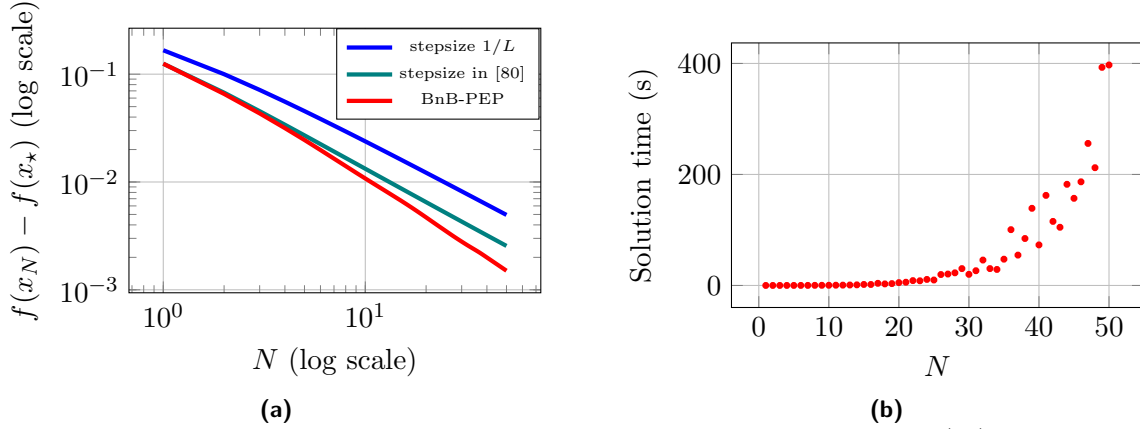 f(x_N) − f(x_⋆) (log scale)
10^{−1}
10^{−2}
10^{−3}
stepsize 1/L
stepsize in [80]
BnB-PEP
10^0
10^1
N (log scale)
(a)
Solution time (s)
400
200
0
0
10
20
30
40
50
N
(b)